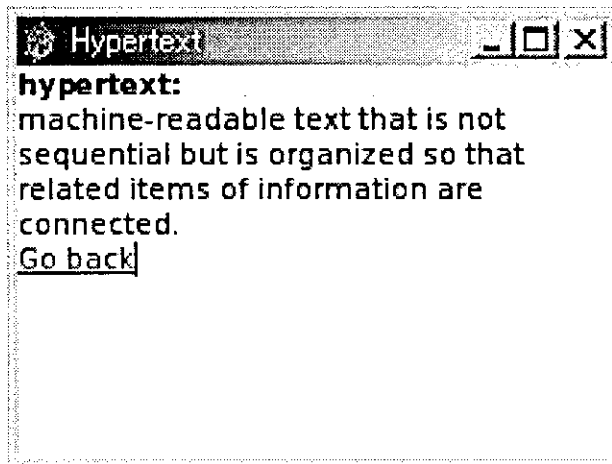 Hypertext
hypertext:
machine-readable text that is not
sequential but is organized so that
related items of information are
connected.
Go back